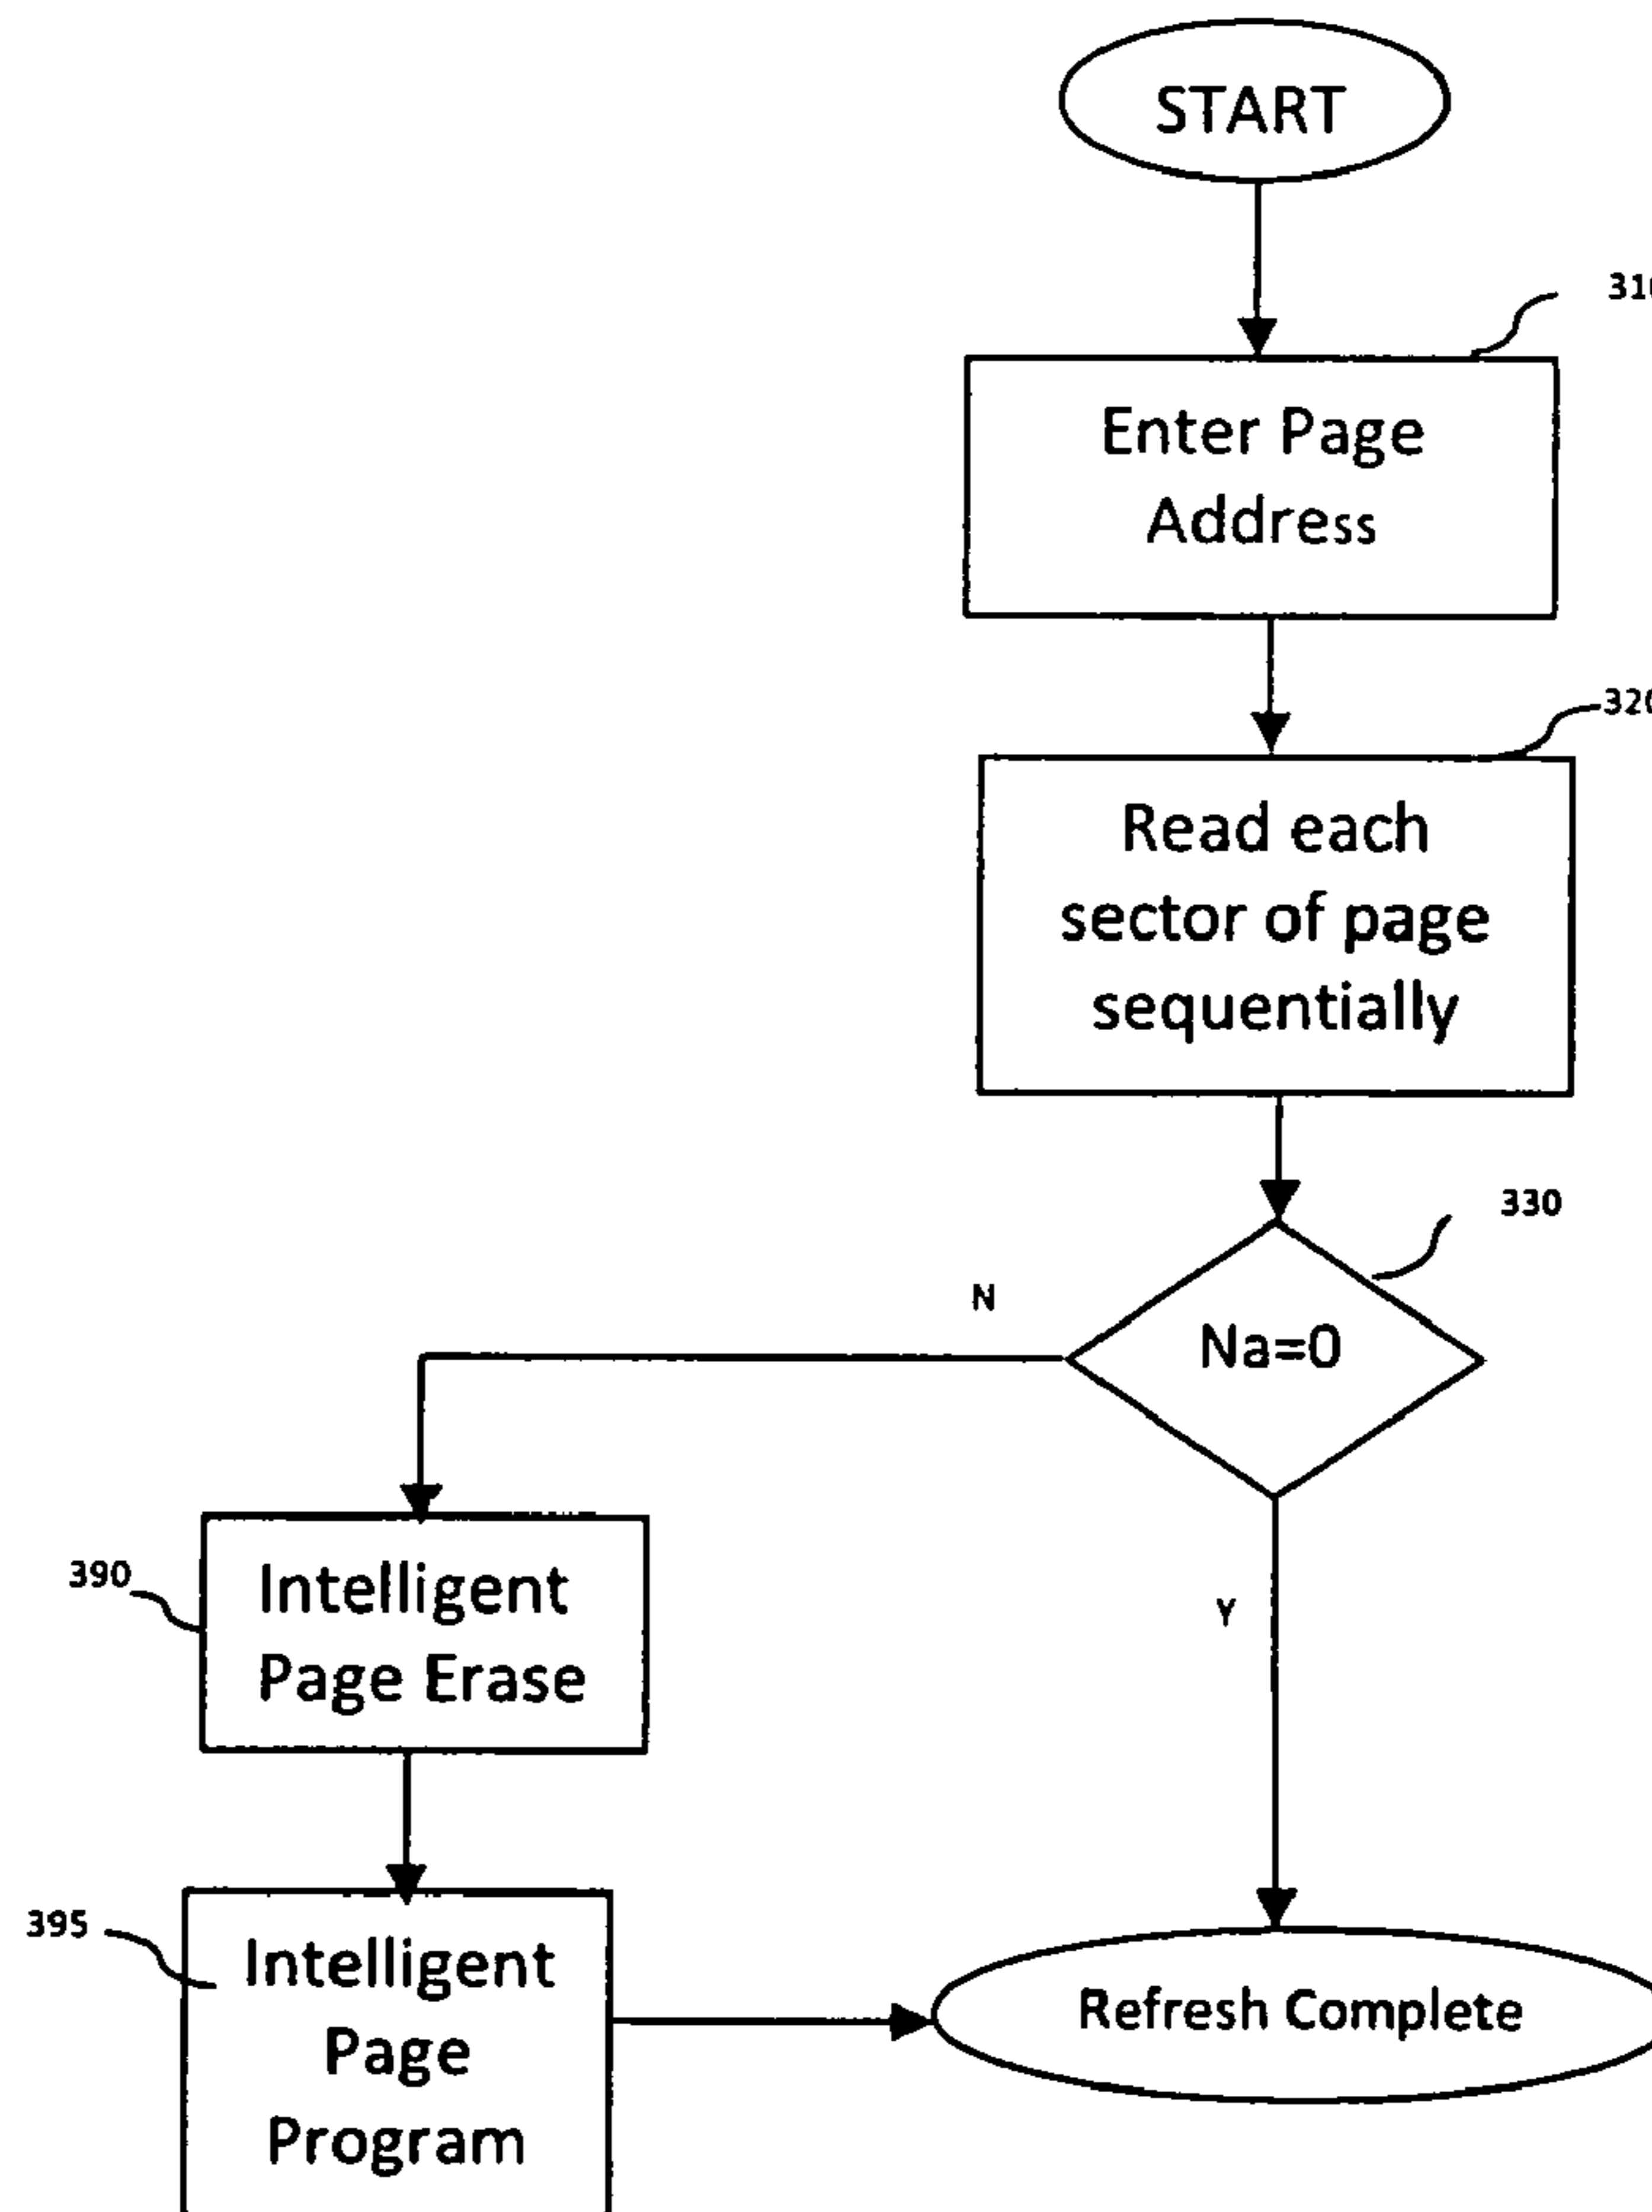 START
310
Enter Page
Address
320
Read each
sector of page
sequentially
330
N
Na=0
390
Intelligent
Page Erase
Y
395
Intelligent
Page
Program
Refresh Complete